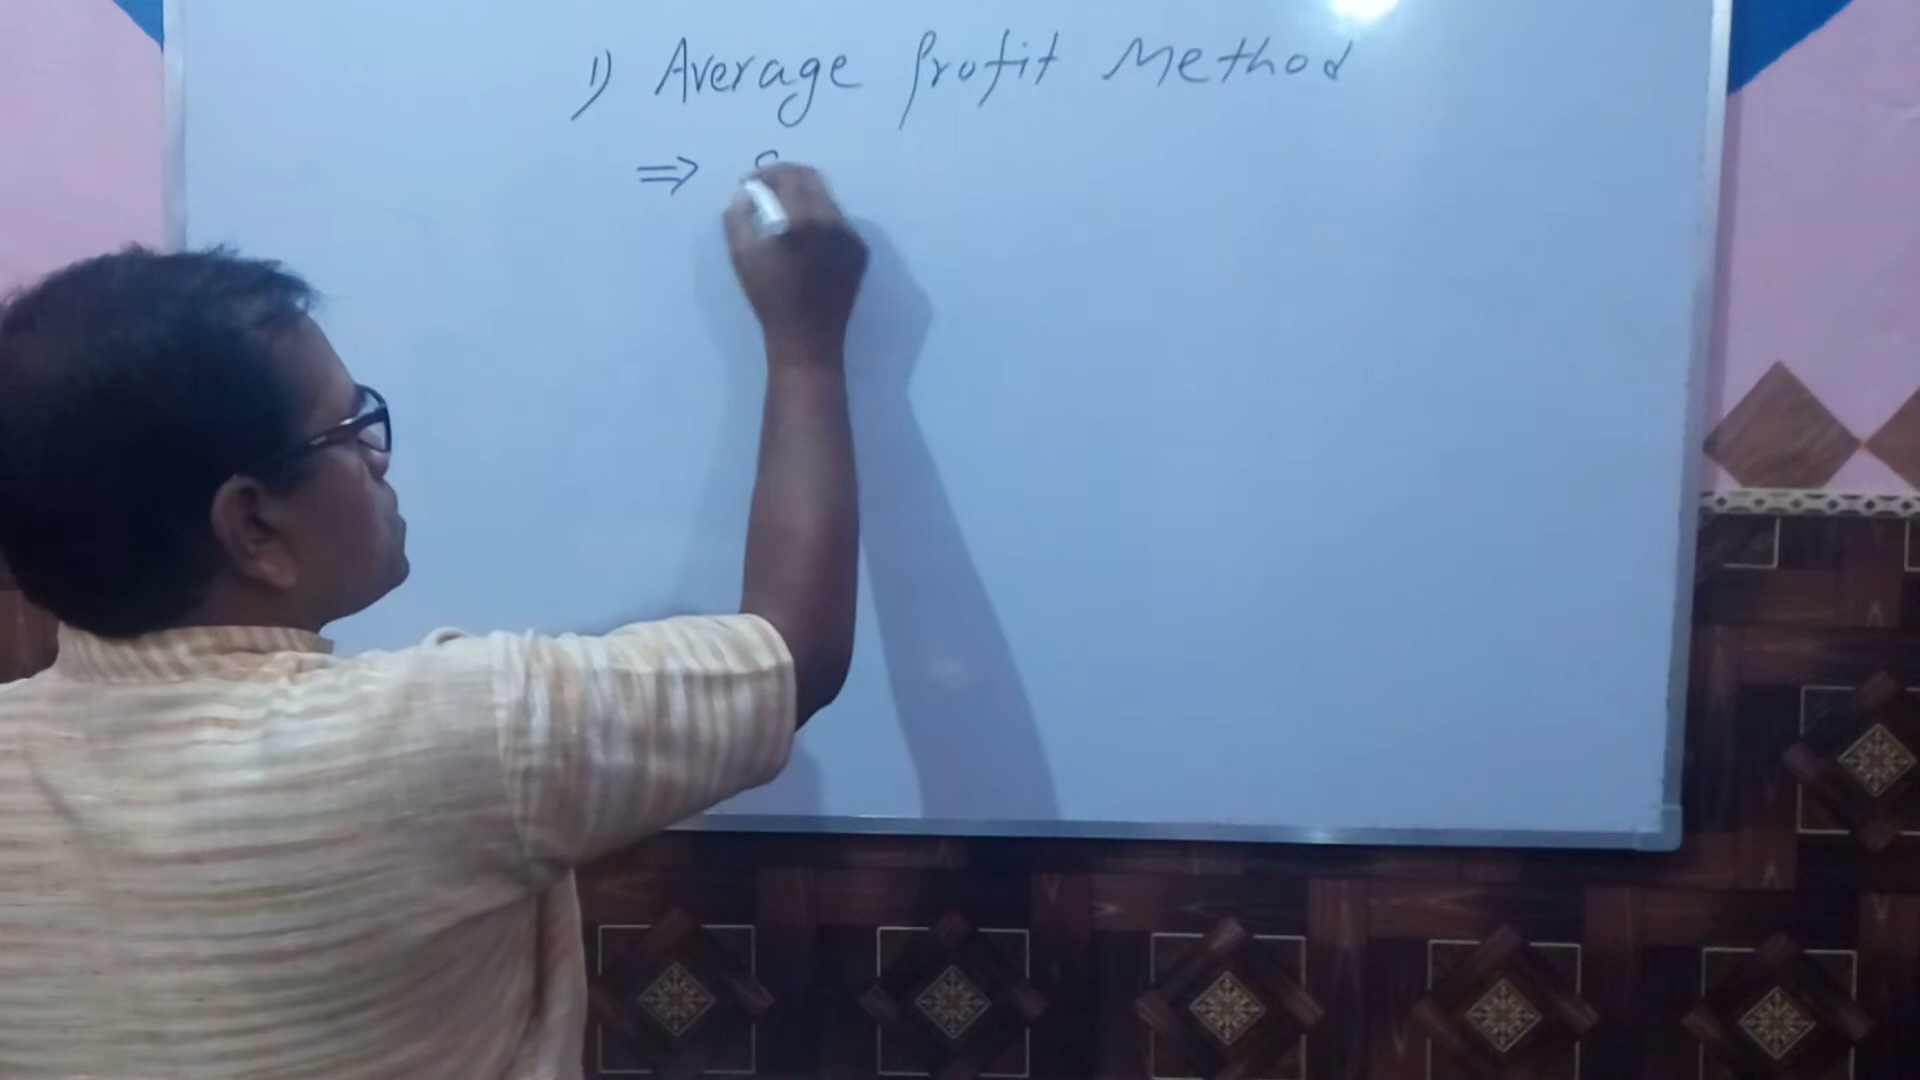 1) Average Profit Method
⇒ S